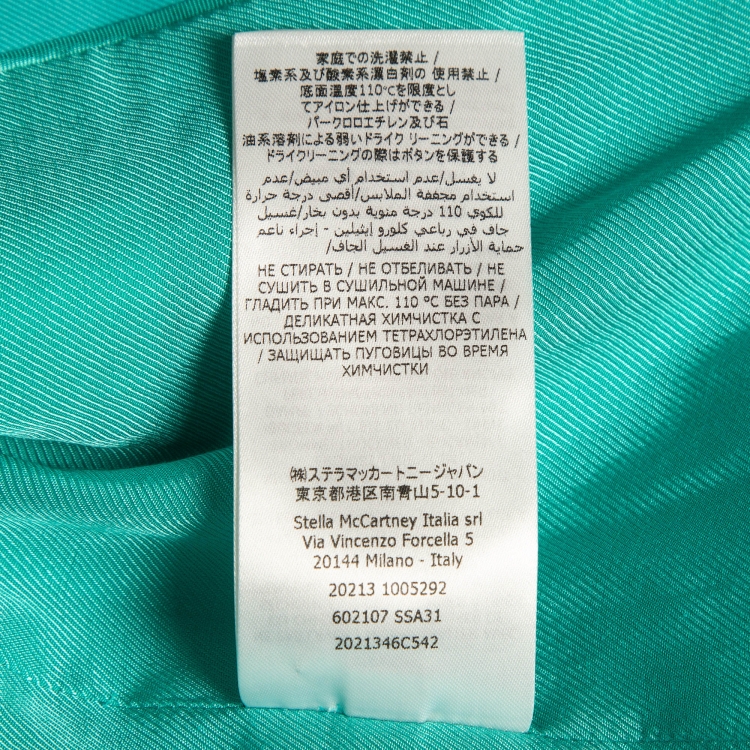 家庭での洗濯禁止 /
塩素系及び酸素系漂白剤の 使用禁止 /
底面温度110℃を限度とし
てアイロン仕上げができる /
パークロロエチレン及び石
油系溶剤による弱いドライク リーニングができる /
ドライクリーニングの際はボタンを保護する
لا يغسل/عدم استخدام أي مبيض/عدم
استخدام مجففة الملابس/أقصى درجة حرارة
للكوي 110 درجة مئوية بدون بخار/غسيل
جاف في رباعي كلورو إيثيلين - إجراء ناعم
حماية الأزرار عند الغسيل الجاف/
НЕ СТИРАТЬ / НЕ ОТБЕЛИВАТЬ / НЕ
СУШИТЬ В СУШИЛЬНОЙ МАШИНЕ /
ГЛАДИТЬ ПРИ МАКС. 110 °C БЕЗ ПАРА /
ДЕЛИКАТНАЯ ХИМЧИСТКА С
ИСПОЛЬЗОВАНИЕМ ТЕТРАХЛОРЭТИЛЕНА
/ ЗАЩИЩАТЬ ПУГОВИЦЫ ВО ВРЕМЯ
ХИМЧИСТКИ
㈱ステラマッカートニージャパン
東京都港区南青山5-10-1
Stella McCartney Italia srl
Via Vincenzo Forcella 5
20144 Milano - Italy
20213 1005292
602107 SSA31
2021346C542